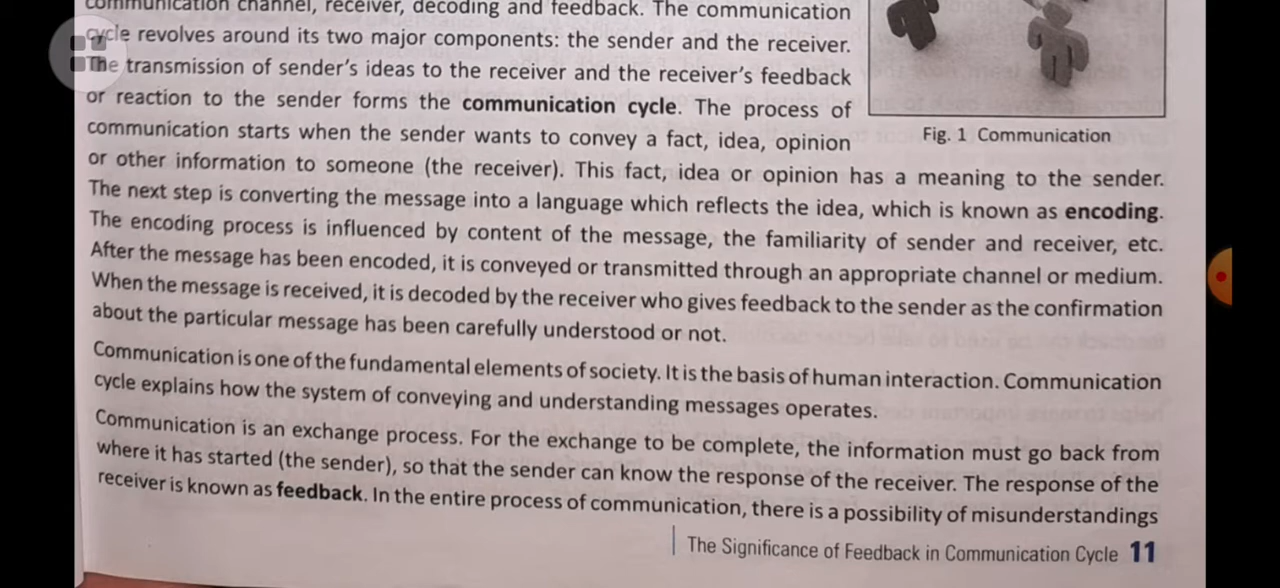 communication channel, receiver, decoding and feedback. The communication
cycle revolves around its two major components: the sender and the receiver.
The transmission of sender's ideas to the receiver and the receiver's feedback
or reaction to the sender forms the communication cycle. The process of
communication starts when the sender wants to convey a fact, idea, opinion
Fig. 1 Communication
or other information to someone (the receiver). This fact, idea or opinion has a meaning to the sender.
The next step is converting the message into a language which reflects the idea, which is known as encoding.
The encoding process is influenced by content of the message, the familiarity of sender and receiver, etc.
After the message has been encoded, it is conveyed or transmitted through an appropriate channel or medium.
When the message is received, it is decoded by the receiver who gives feedback to the sender as the confirmation
about the particular message has been carefully understood or not.
Communication is one of the fundamental elements of society. It is the basis of human interaction. Communication
cycle explains how the system of conveying and understanding messages operates.
Communication is an exchange process. For the exchange to be complete, the information must go back from
where it has started (the sender), so that the sender can know the response of the receiver. The response of the
receiver is known as feedback. In the entire process of communication, there is a possibility of misunderstandings
The Significance of Feedback in Communication Cycle 11